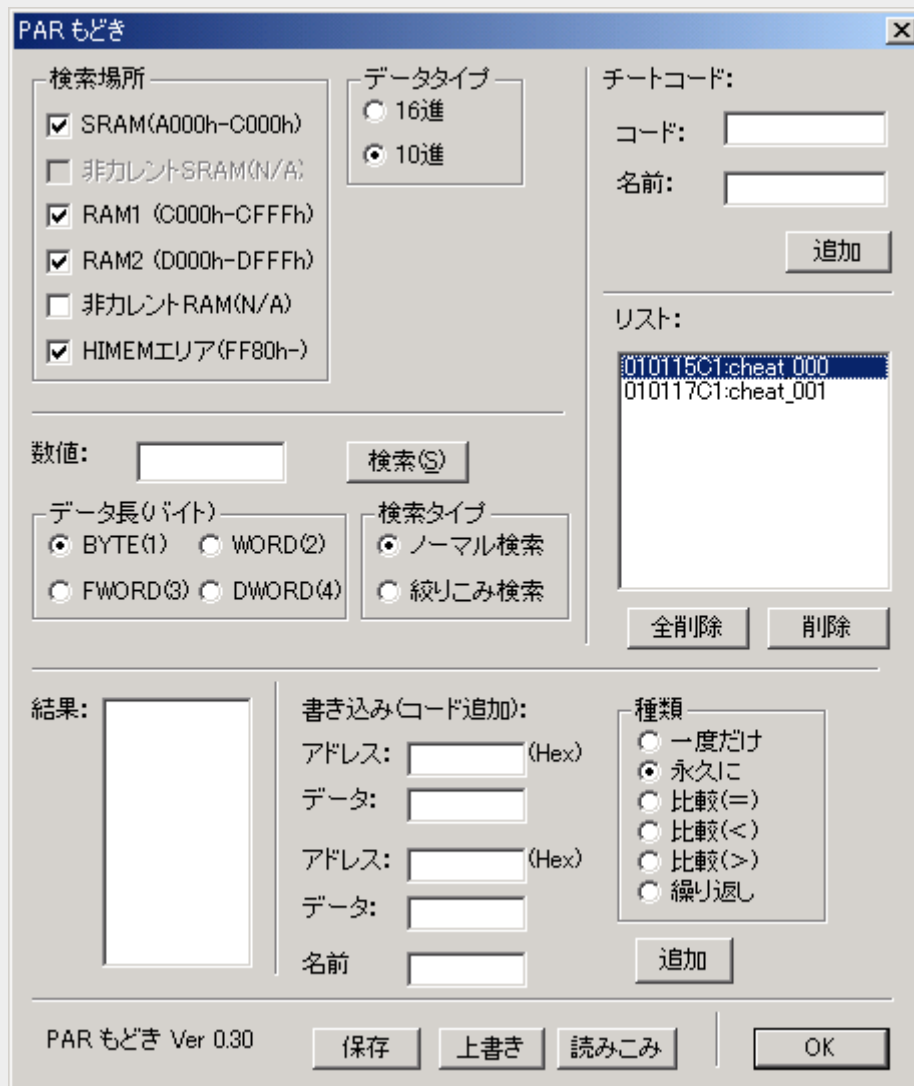 PAR もどき
検索場所
SRAM(A000h-C000h)
非カレントSRAM(N/A)
RAM1 (C000h-CFFFh)
RAM2 (D000h-DFFFh)
非カレントRAM(N/A)
HIMEMエリア(FF80h-)
データタイプ
16進
10進
チートコード:
コード:
名前:
追加
リスト:
010115C1:cheat_000
010117C1:cheat_001
全削除 削除
数値:
検索(S)
データ長(バイト)
BYTE(1) WORD(2)
FWORD(3) DWORD(4)
検索タイプ
ノーマル検索
絞りこみ検索
結果:
書き込み(コード追加):
アドレス: (Hex)
データ:
アドレス: (Hex)
データ:
名前
種類
一度だけ
永久に
比較(=)
比較(<)
比較(>)
繰り返し
追加
PAR もどき Ver 0.30
保存 上書き 読みこみ OK